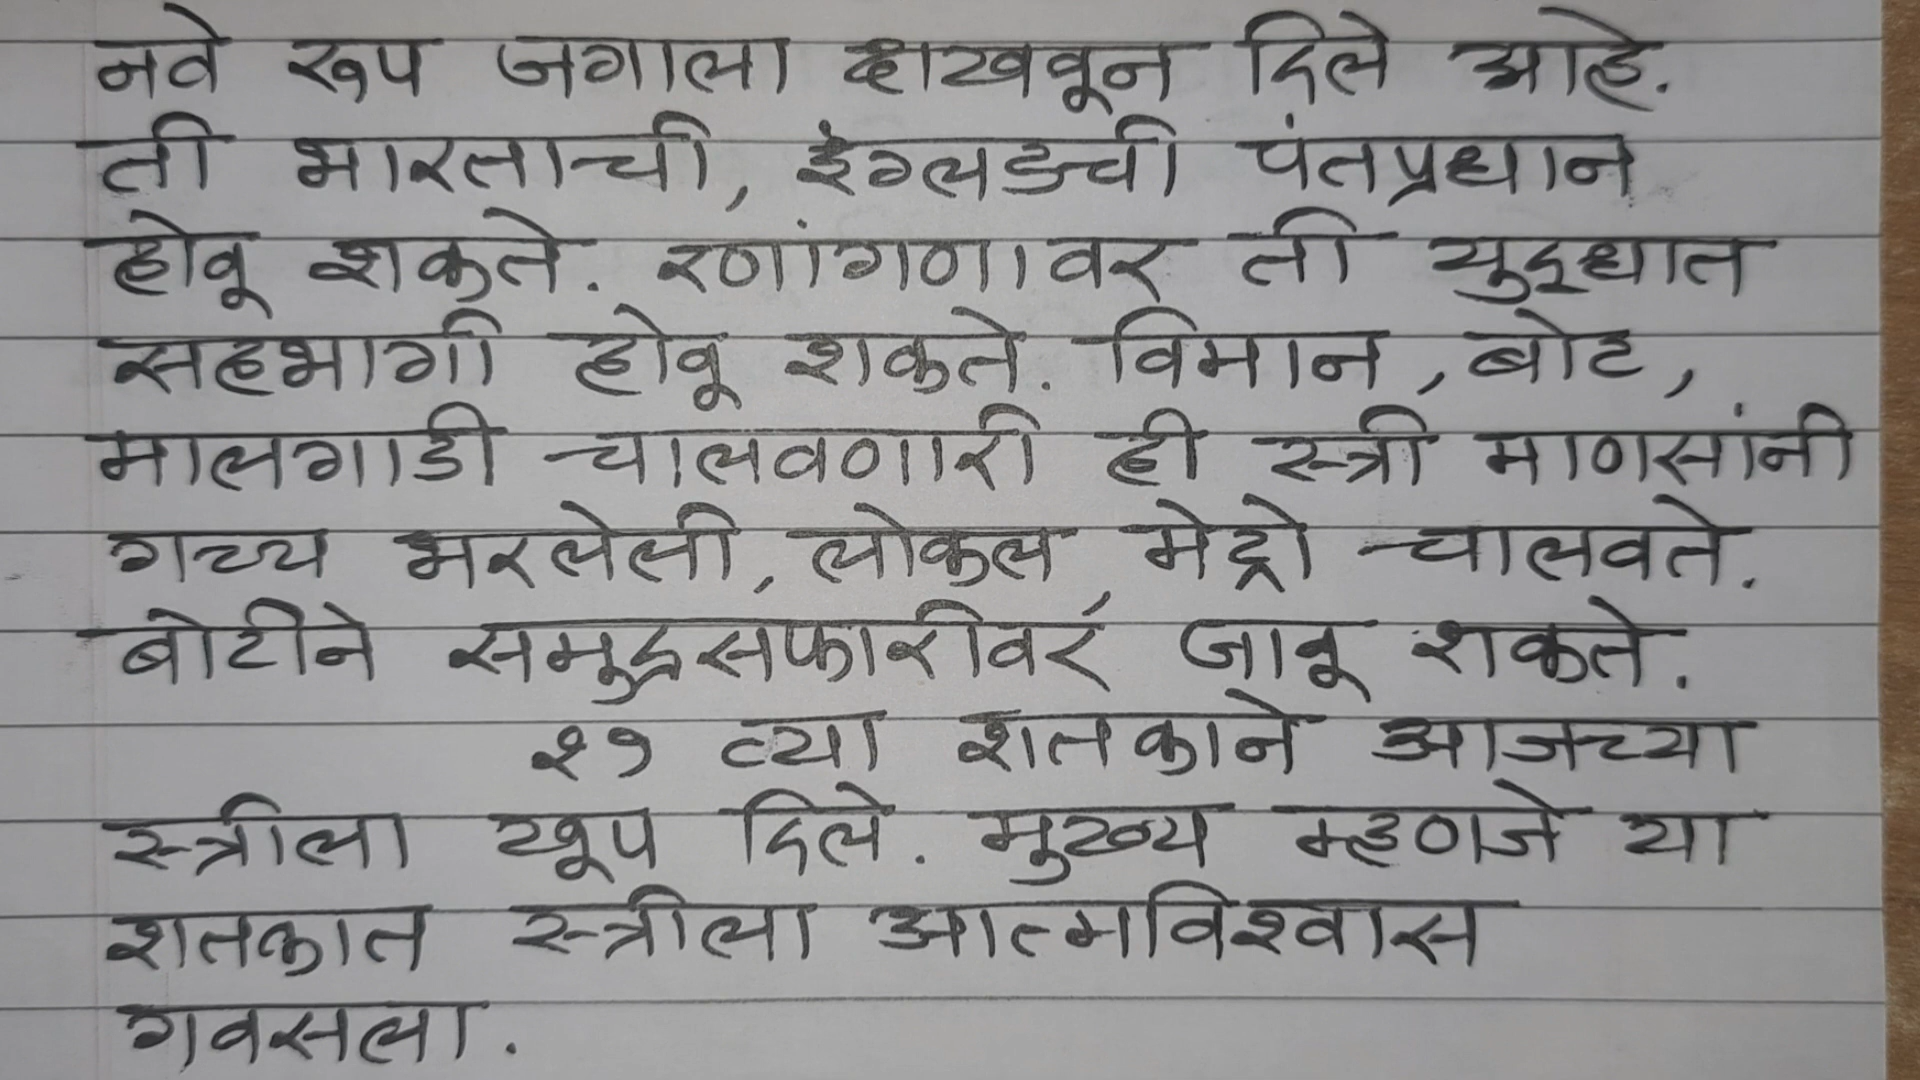 नवे रूप जगाला दाखवून दिले आहे.
ती भारताची, इंग्लडची पंतप्रधान
होवू शकते. रणांगणावर ती युद्धात
सहभागी होवू शकते. विमान, बोट,
मालगाडी चालवणारी ही स्त्री माणसांनी
गच्च भरलेली, लोकल, मेट्रो चालवते.
बोटीने समुद्रसफारीवर जावू शकते.
२१ व्या शतकाने आजच्या
स्त्रीला खूप दिले. मुख्य म्हणजे या
शतकात स्त्रीला आत्मविश्वास
गवसला.